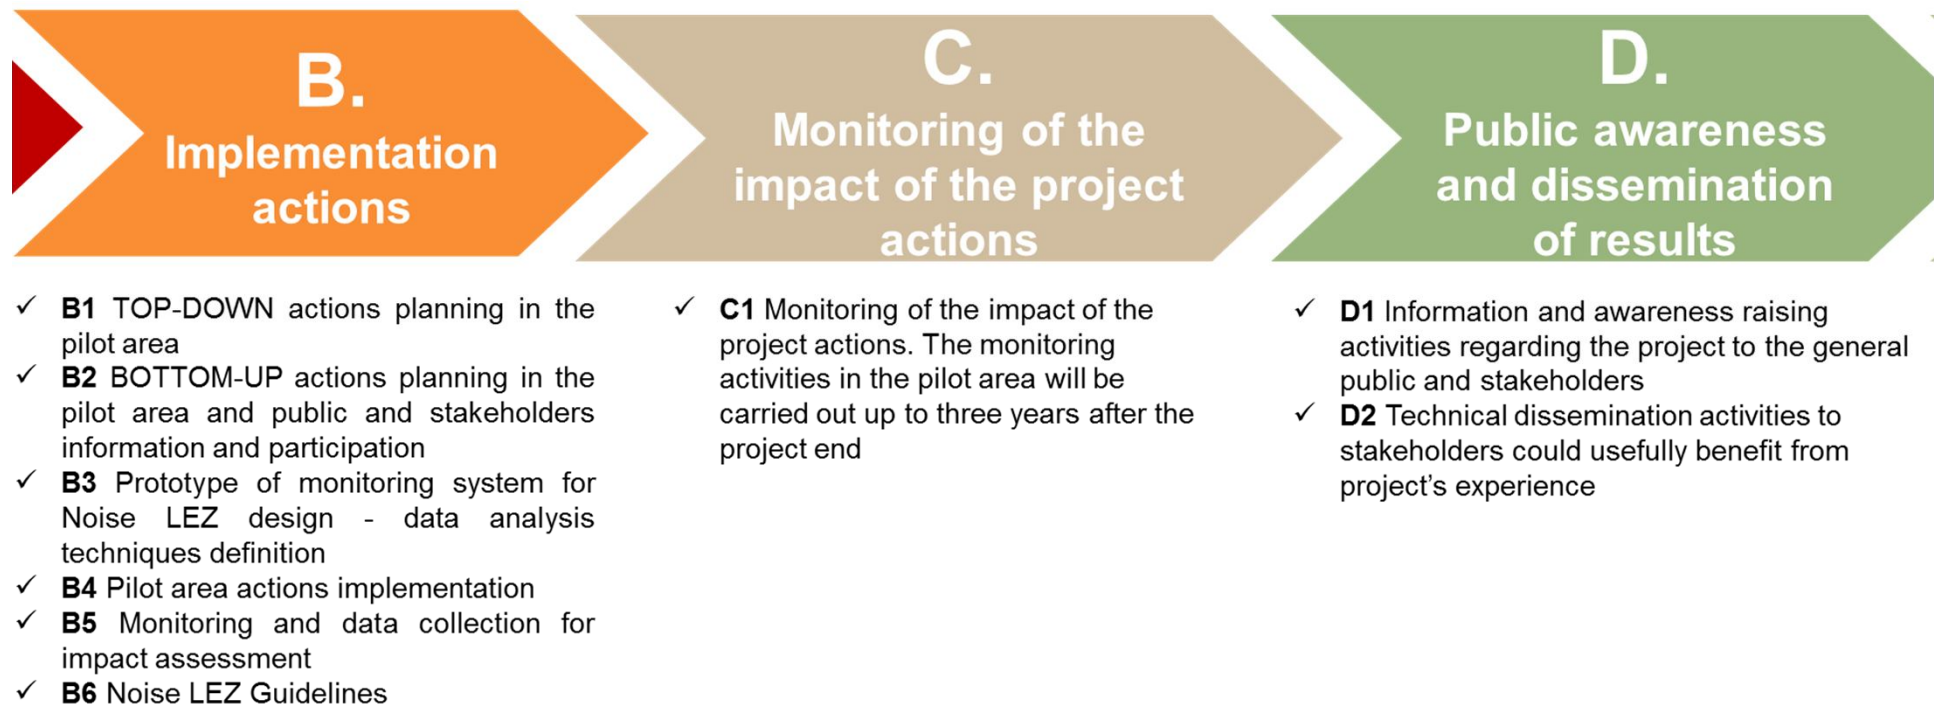 B.
Implementation
actions
C.
Monitoring of the
impact of the project
actions
D.
Public awareness
and dissemination
of results
B1 TOP-DOWN actions planning in the
pilot area
B2 BOTTOM-UP actions planning in the
pilot area and public and stakeholders
information and participation
B3 Prototype of monitoring system for
Noise LEZ design - data analysis
techniques definition
B4 Pilot area actions implementation
B5 Monitoring and data collection for
impact assessment
B6 Noise LEZ Guidelines
C1 Monitoring of the impact of the
project actions. The monitoring
activities in the pilot area will be
carried out up to three years after the
project end
D1 Information and awareness raising
activities regarding the project to the general
public and stakeholders
D2 Technical dissemination activities to
stakeholders could usefully benefit from
project’s experience